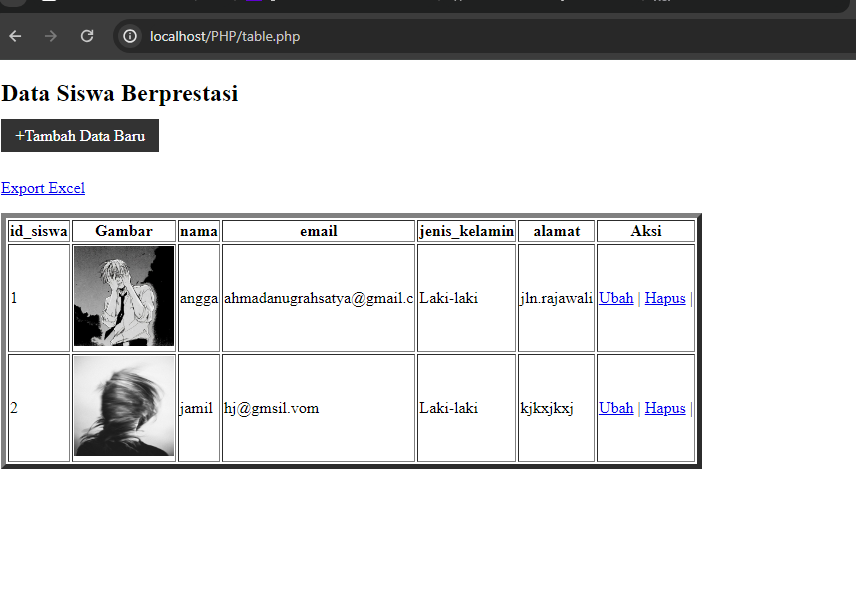 localhost/PHP/table.php
Data Siswa Berprestasi
+Tambah Data Baru
Export Excel
id_siswa Gambar nama email jenis_kelamin alamat Aksi
1 angga ahmadanugrahsatya@gmail.c Laki-laki jln.rajawali Ubah | Hapus |
2 jamil hj@gmsil.vom Laki-laki kjkxjkxj Ubah | Hapus |